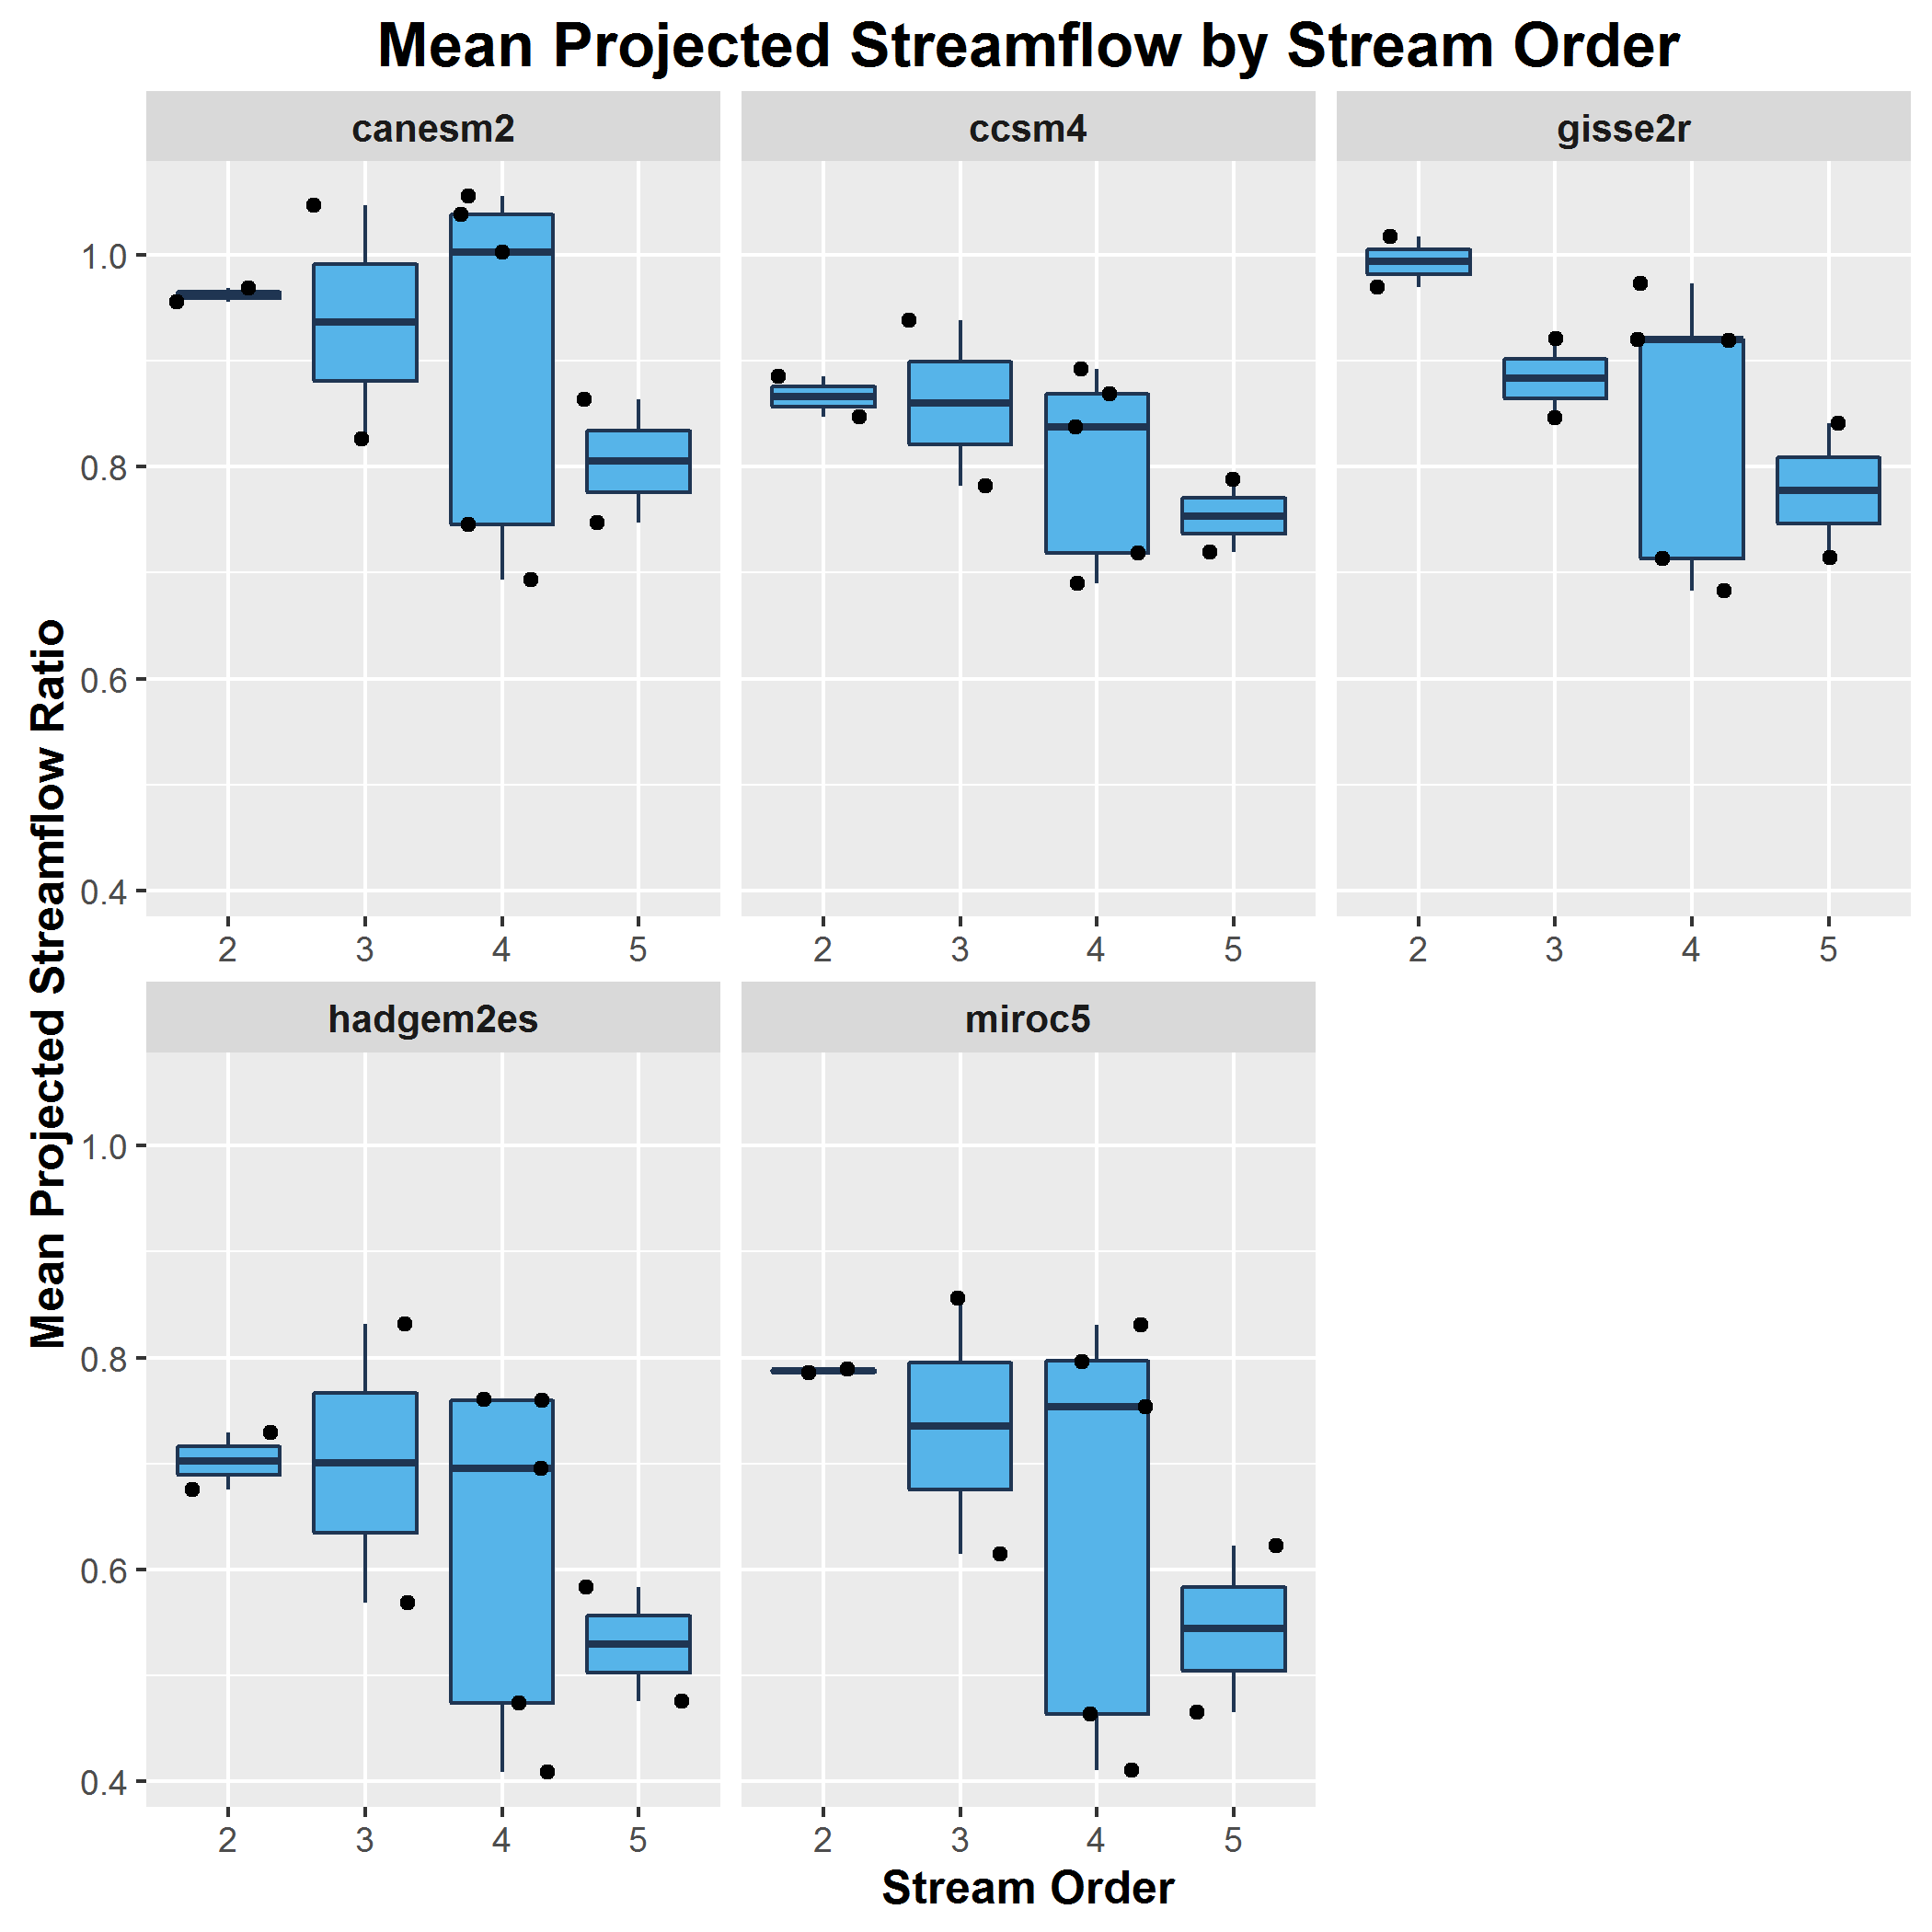 Mean Projected Streamflow by Stream Order
canesm2 ccsm4 gisse2r
1.0
0.8
0.6
0.4
2 3 4 5 2 3 4 5 2 3 4 5
Mean Projected Streamflow Ratio
hadgem2es miroc5
1.0
0.8
0.6
0.4
2 3 4 5 2 3 4 5
Stream Order